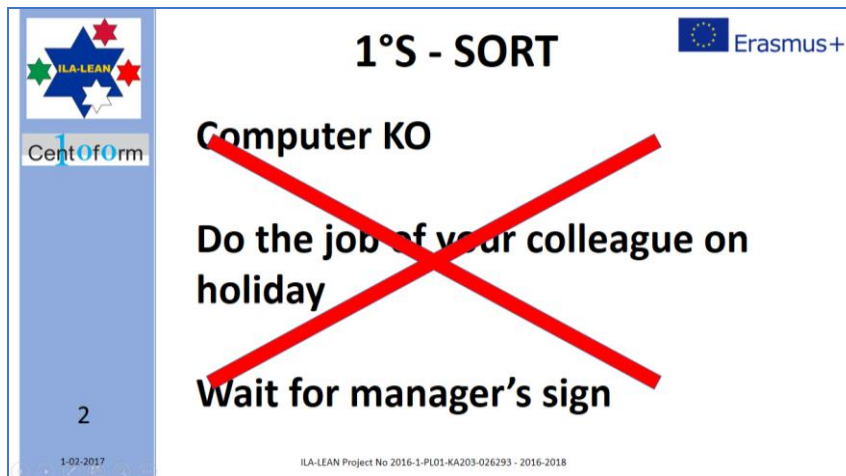 1°S - SORT
Erasmus+
ILA-LEAN
Centoform
Computer KO
Do the job of your colleague on
holiday
Wait for manager's sign
2
1-02-2017
ILA-LEAN Project No 2016-1-PL01-KA203-026293 - 2016-2018